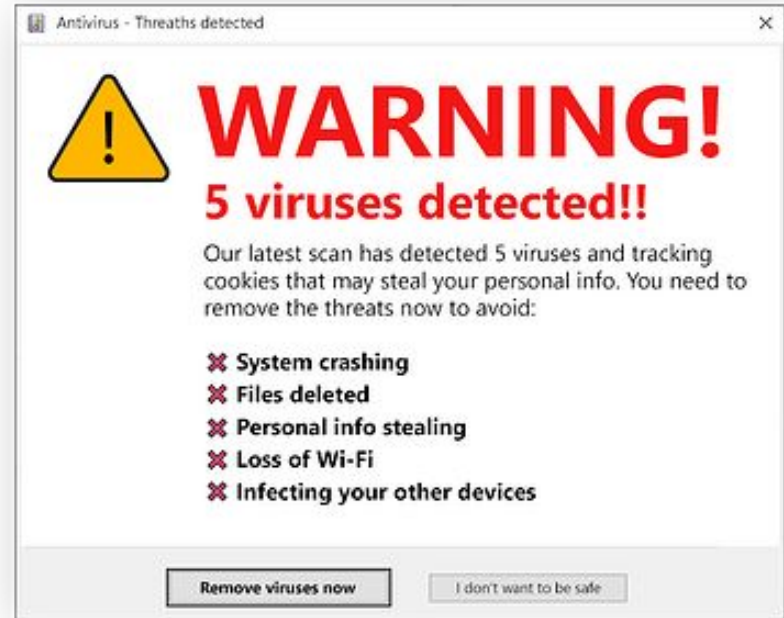 Antivirus - Threaths detected
WARNING!
5 viruses detected!!
Our latest scan has detected 5 viruses and tracking
cookies that may steal your personal info. You need to
remove the threats now to avoid:
System crashing
Files deleted
Personal info stealing
Loss of Wi-Fi
Infecting your other devices
Remove viruses now
I don't want to be safe